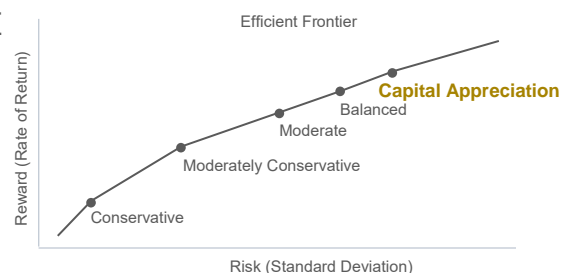 Efficient Frontier
Reward (Rate of Return)
Capital Appreciation
Balanced
Moderate
Moderately Conservative
Conservative
Risk (Standard Deviation)